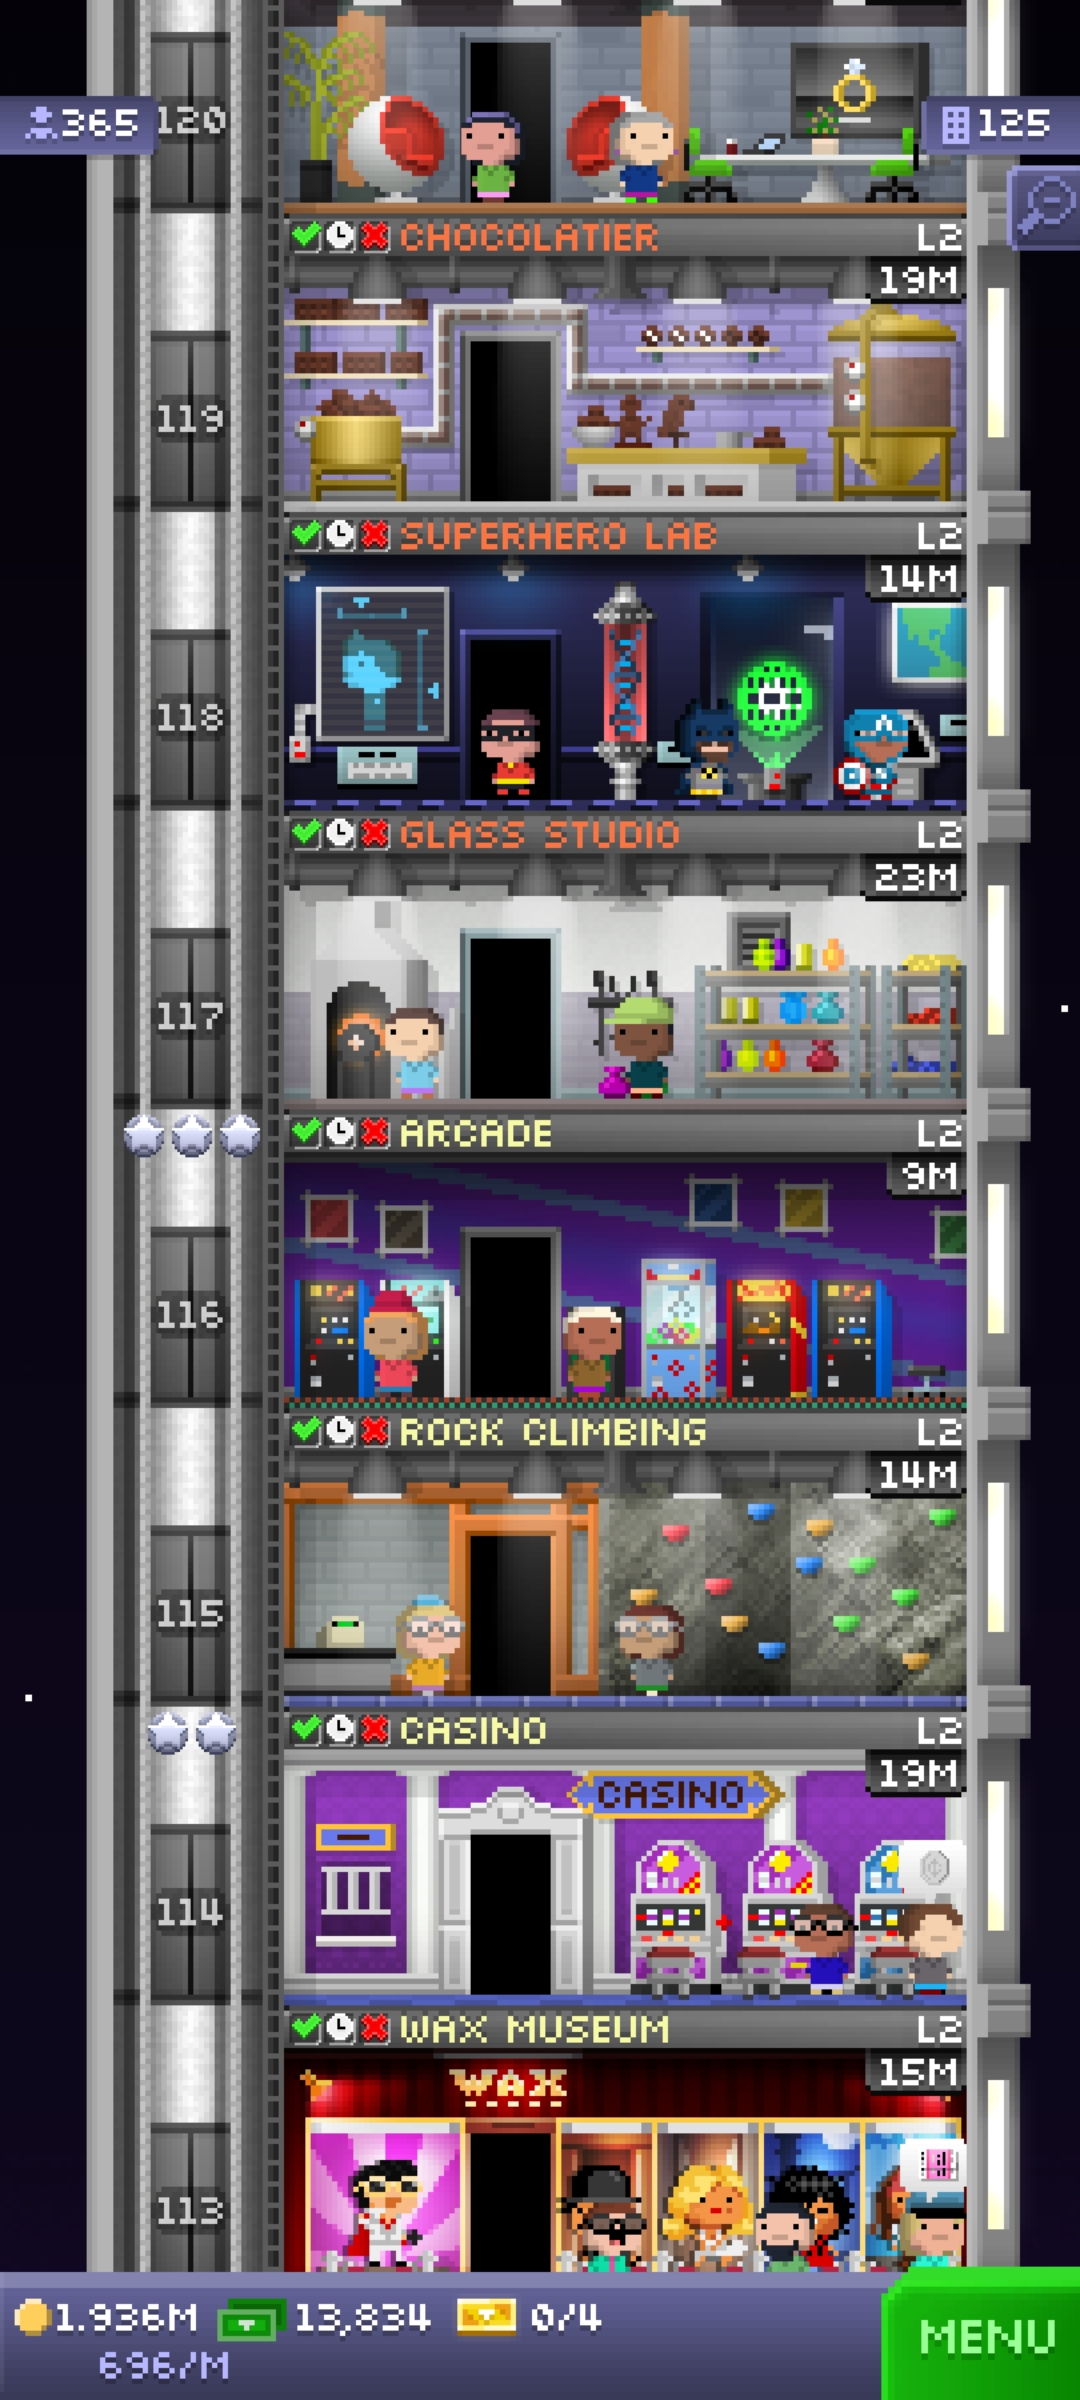 365
120
125
CHOCOLATIER L2
19M
119
SUPERHERO LAB L2
14M
118
GLASS STUDIO L2
23M
117
ARCADE L2
9M
116
ROCK CLIMBING L2
14M
115
CASINO L2
19M
CASINO
114
WAX MUSEUM L2
15M
WAX
113
1.936M 13,834 0/4
696/M
MENU